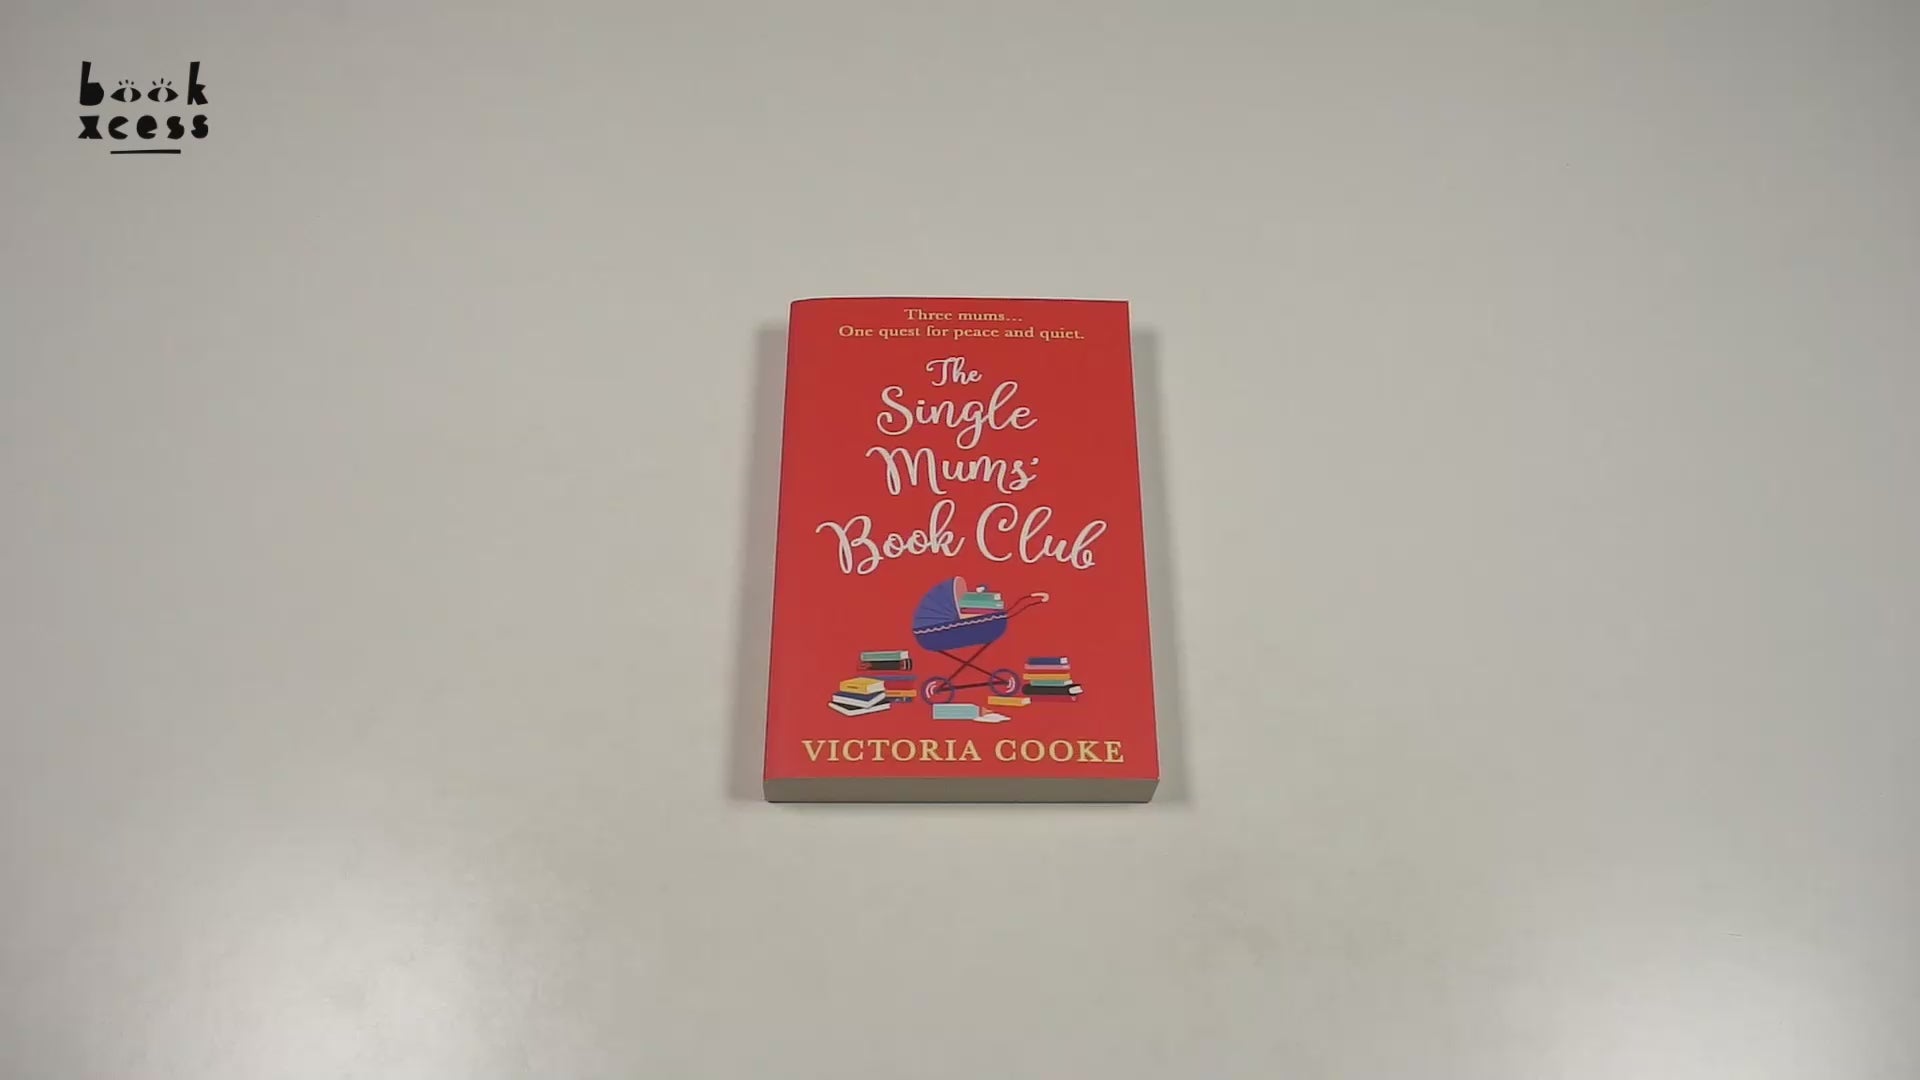 book
xcess
Three mums...
One quest for peace and quiet.
The
Single
Mums'
Book Club
VICTORIA COOKE